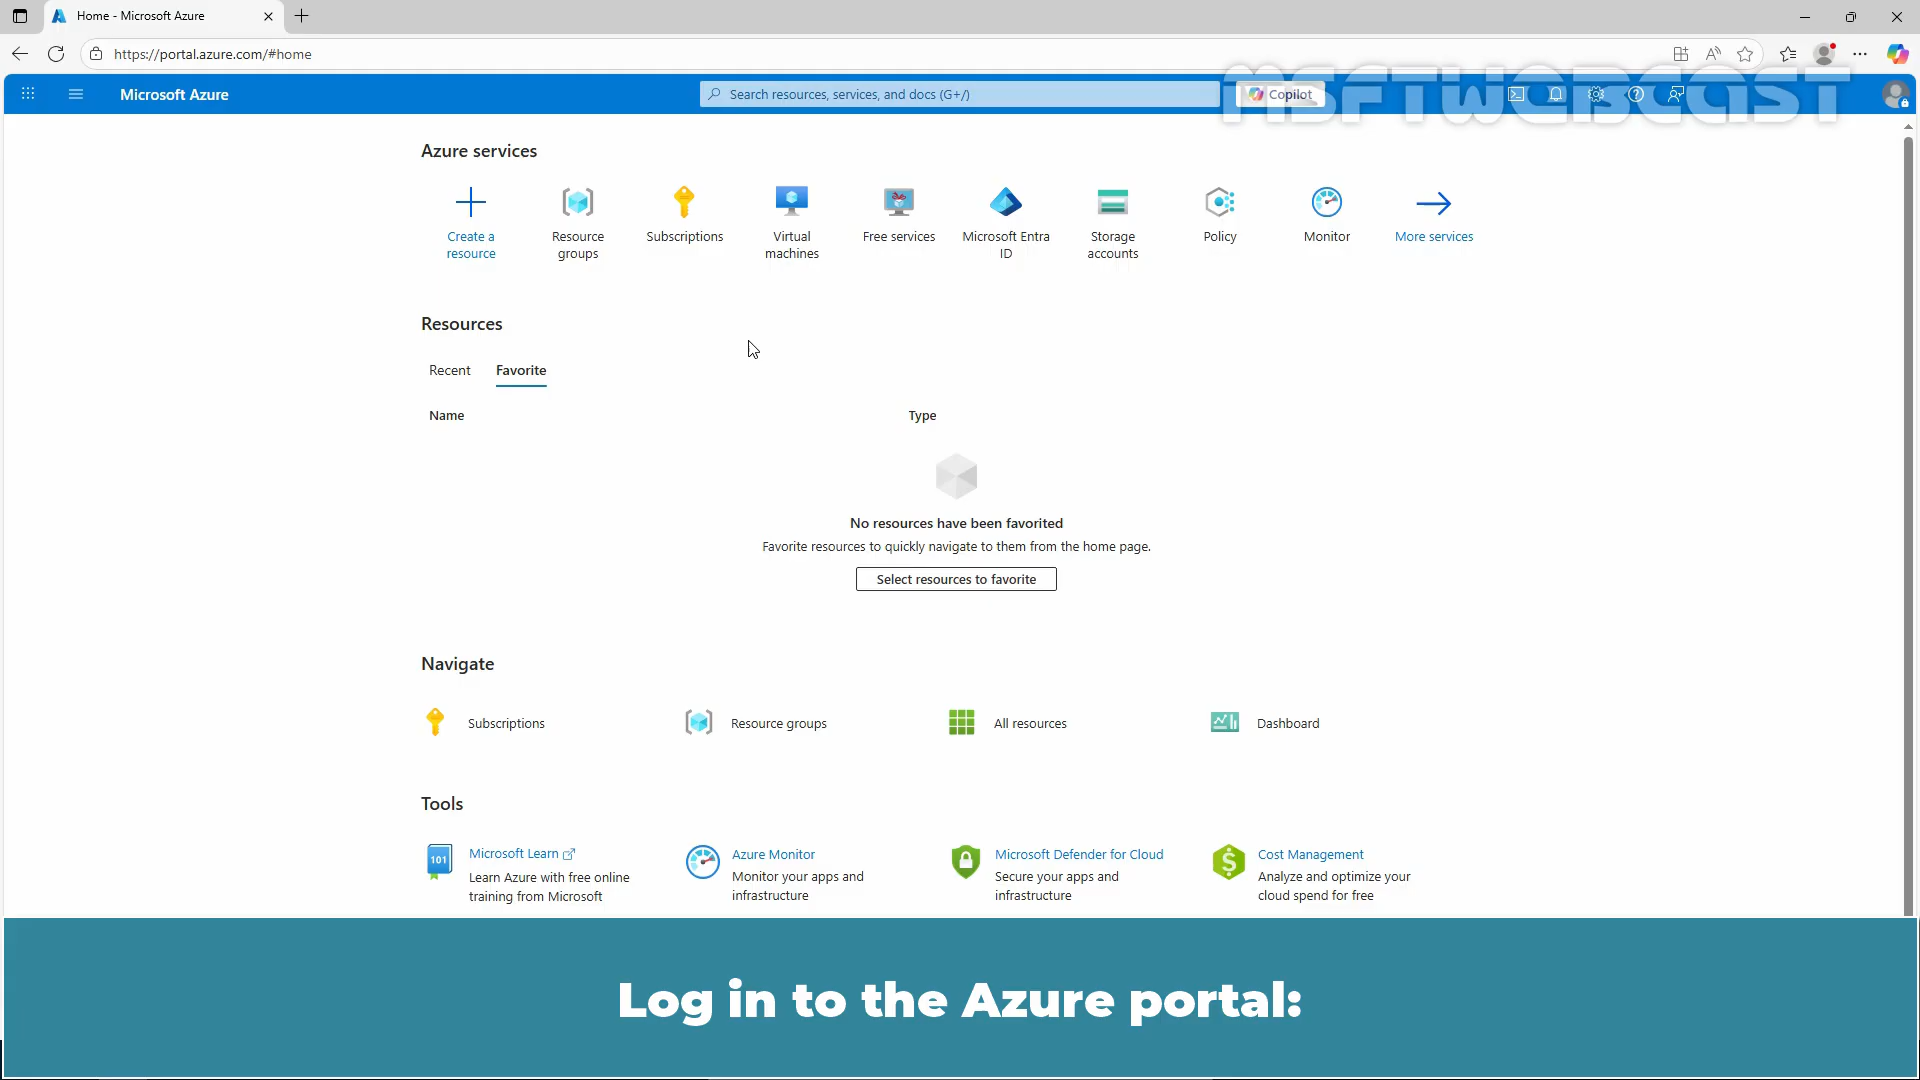 Home - Microsoft Azure
https://portal.azure.com/#home
Microsoft Azure
Search resources, services, and docs (G+/)
Copilot
MSFTWEBCAST
Azure services
Create a resource
Resource groups
Subscriptions
Virtual machines
Free services
Microsoft Entra ID
Storage accounts
Policy
Monitor
More services
Resources
Recent
Favorite
Name
Type
No resources have been favorited
Favorite resources to quickly navigate to them from the home page.
Select resources to favorite
Navigate
Subscriptions
Resource groups
All resources
Dashboard
Tools
101
Microsoft Learn
Learn Azure with free online
training from Microsoft
Azure Monitor
Monitor your apps and
infrastructure
Microsoft Defender for Cloud
Secure your apps and
infrastructure
Cost Management
Analyze and optimize your
cloud spend for free
Log in to the Azure portal: